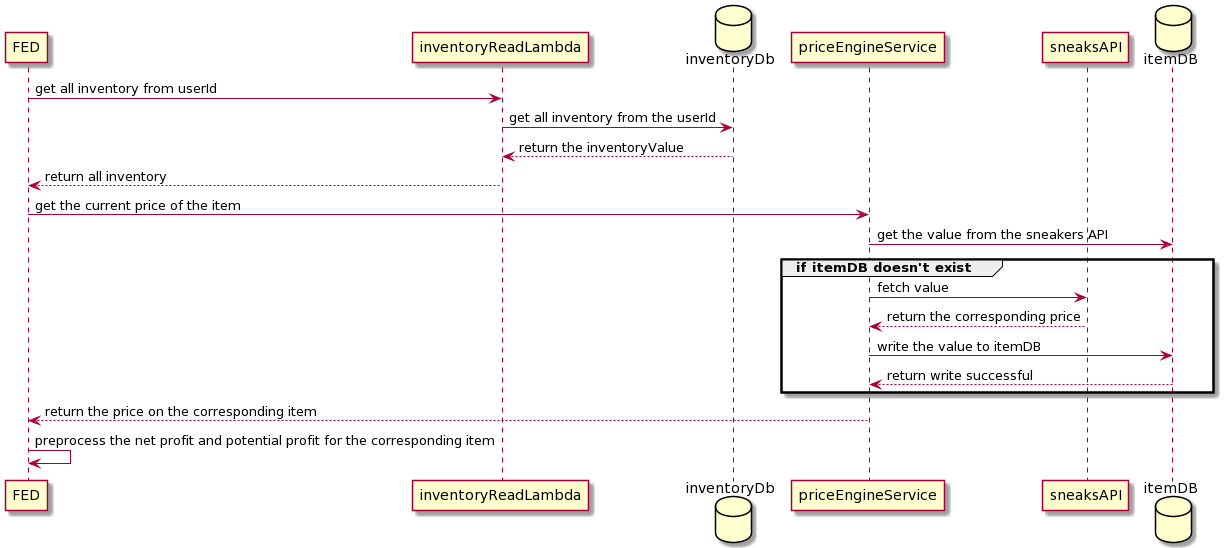 FED
inventoryReadLambda
inventoryDb
priceEngineService
sneaksAPI
itemDB
get all inventory from userId
get all inventory from the userId
return the inventoryValue
return all inventory
get the current price of the item
get the value from the sneakers API
if itemDB doesn't exist
fetch value
return the corresponding price
write the value to itemDB
return write successful
return the price on the corresponding item
preprocess the net profit and potential profit for the corresponding item
FED
inventoryReadLambda
inventoryDb
priceEngineService
sneaksAPI
itemDB